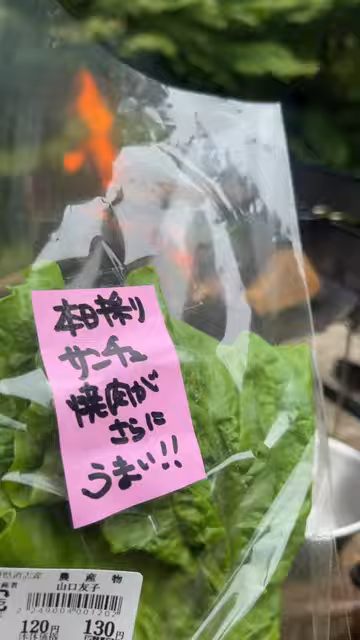 本日採り
サンチュ
焼肉が
さらに
うまい!!
農産物
山口友子
120円
130円